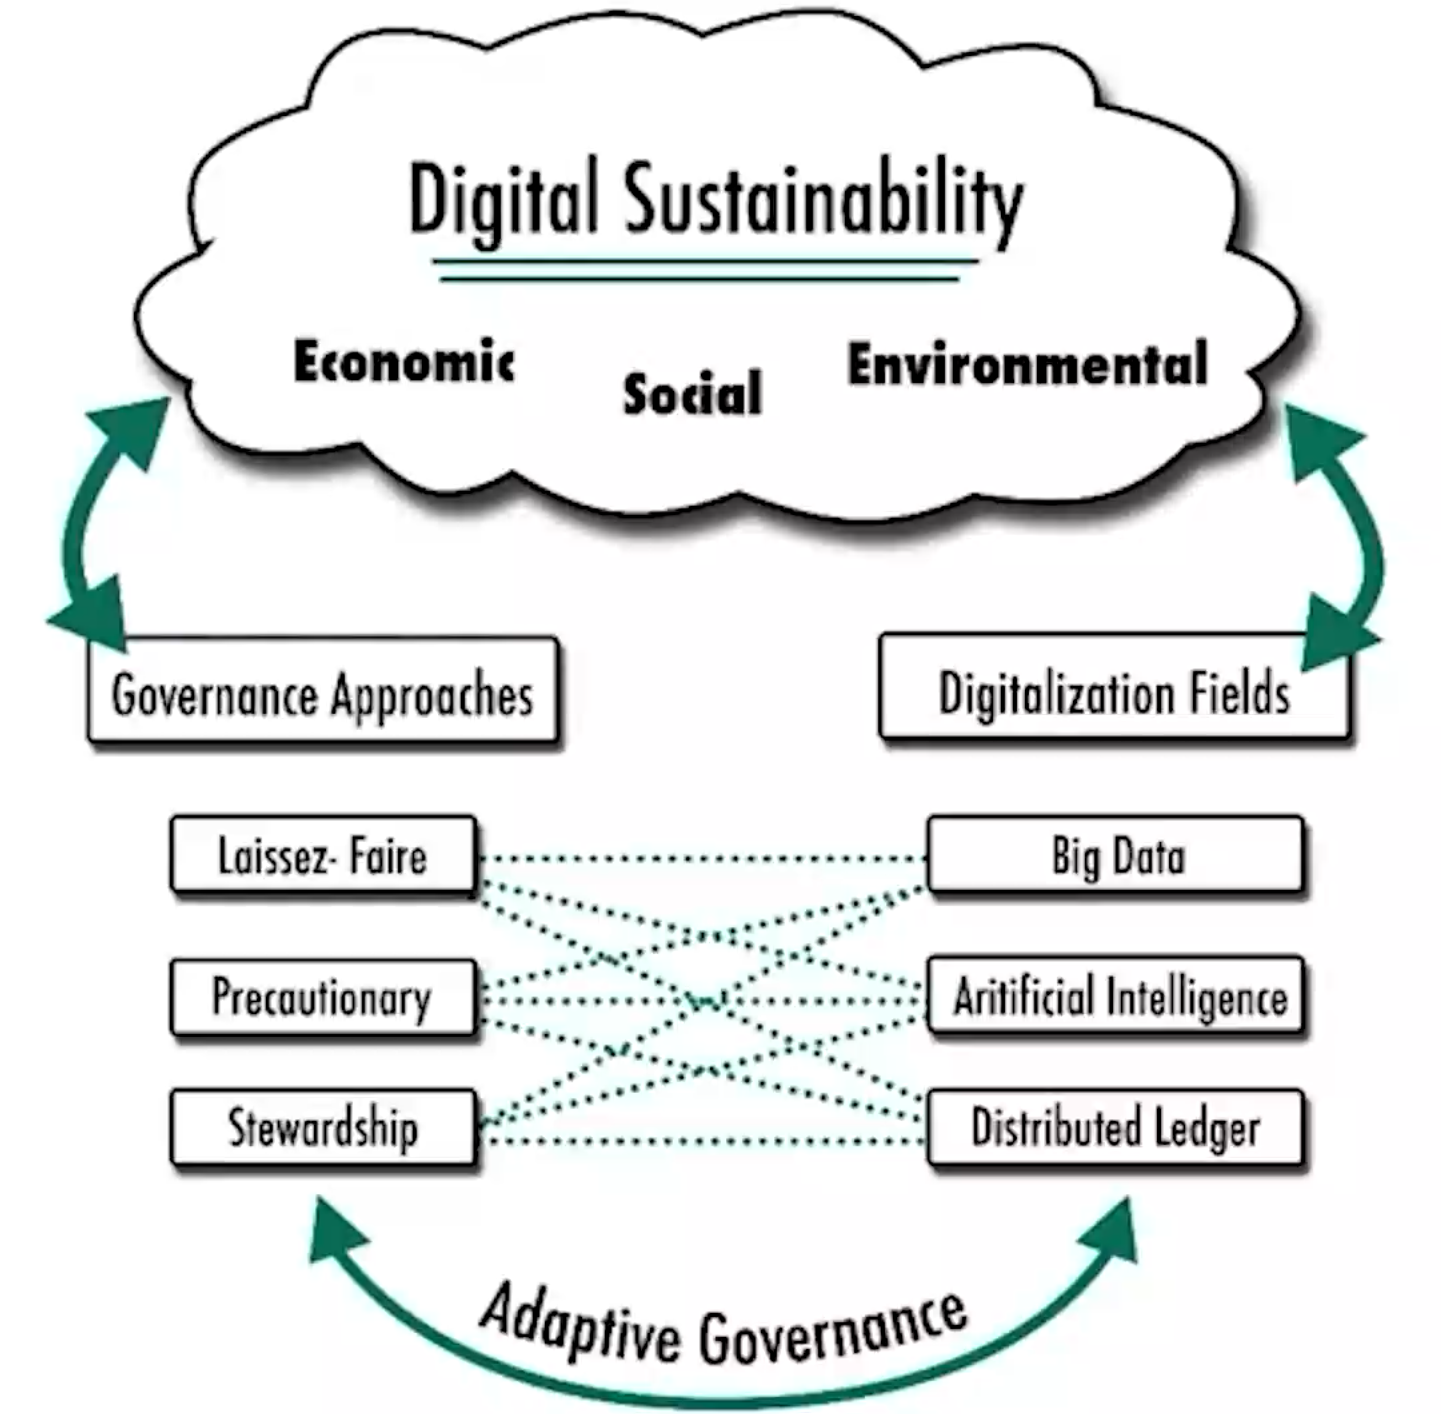 Digital Sustainability
Economic
Social
Environmental
Governance Approaches
Digitalization Fields
Laissez- Faire
Big Data
Precautionary
Aritificial Intelligence
Stewardship
Distributed Ledger
Adaptive Governance